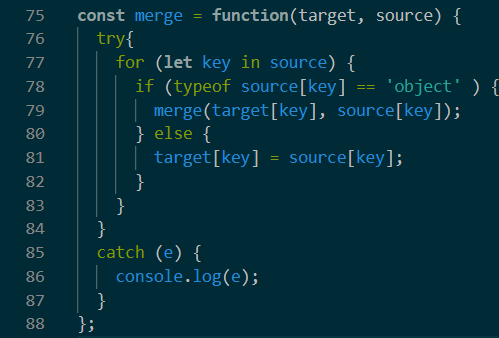 75 const merge = function(target, source) {
76 try{
77 for (let key in source) {
78 if (typeof source[key] == 'object' ) {
79 merge(target[key], source[key]);
80 } else {
81 target[key] = source[key];
82 }
83 }
84 }
85 catch (e) {
86 console.log(e);
87 }
88 };